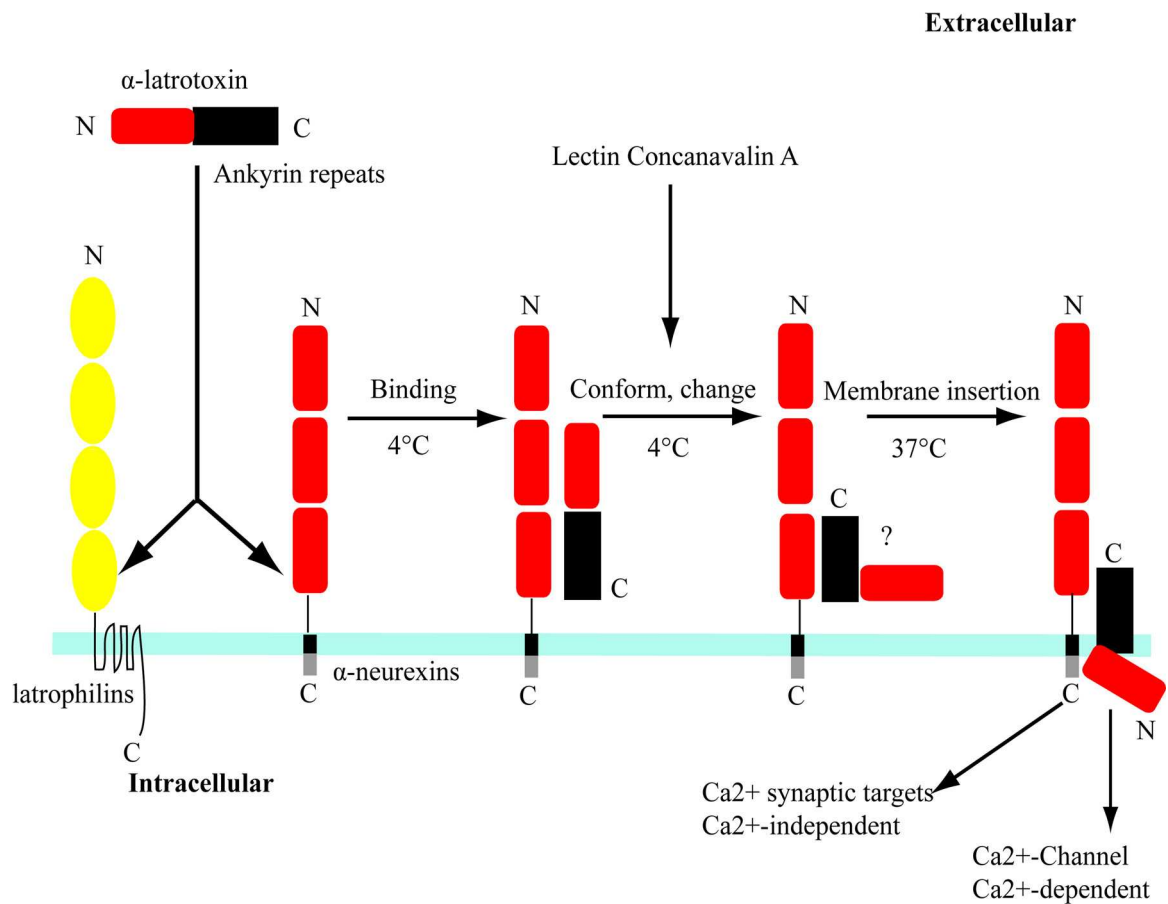 Extracellular
α-latrotoxin
N
C
Ankyrin repeats
Lectin Concanavalin A
N
N
N
N
N
Binding
Conform, change
Membrane insertion
4°C
4°C
37°C
C
?
C
C
α-neurexins
latrophilins
C
C
C
C
N
C
Intracellular
Ca2+ synaptic targets
Ca2+-independent
Ca2+-Channel
Ca2+-dependent